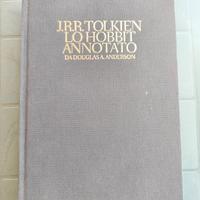 J.R.R. TOLKIEN
LO HOBBIT
ANNOTATO
DA DOUGLAS A. ANDERSON